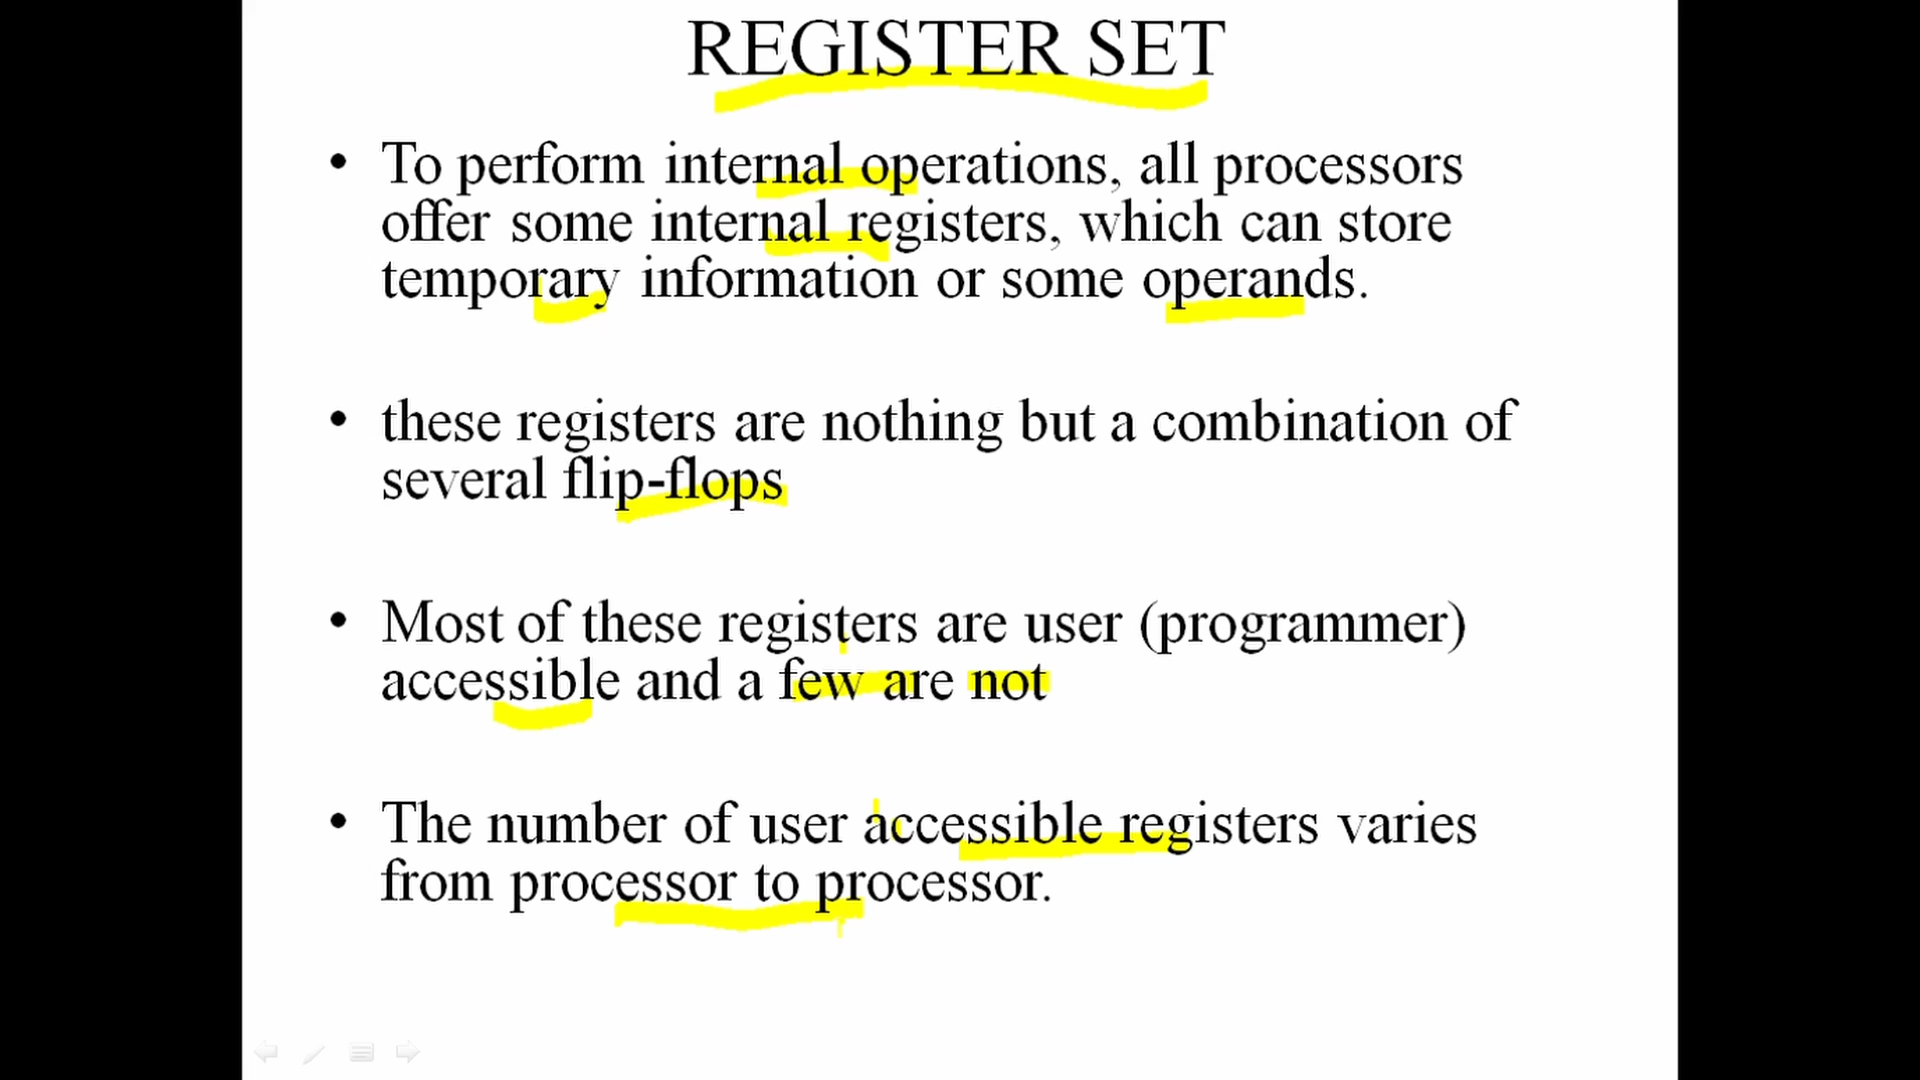 REGISTER SET
• To perform internal operations, all processors
offer some internal registers, which can store
temporary information or some operands.
• these registers are nothing but a combination of
several flip-flops
• Most of these registers are user (programmer)
accessible and a few are not
• The number of user accessible registers varies
from processor to processor.